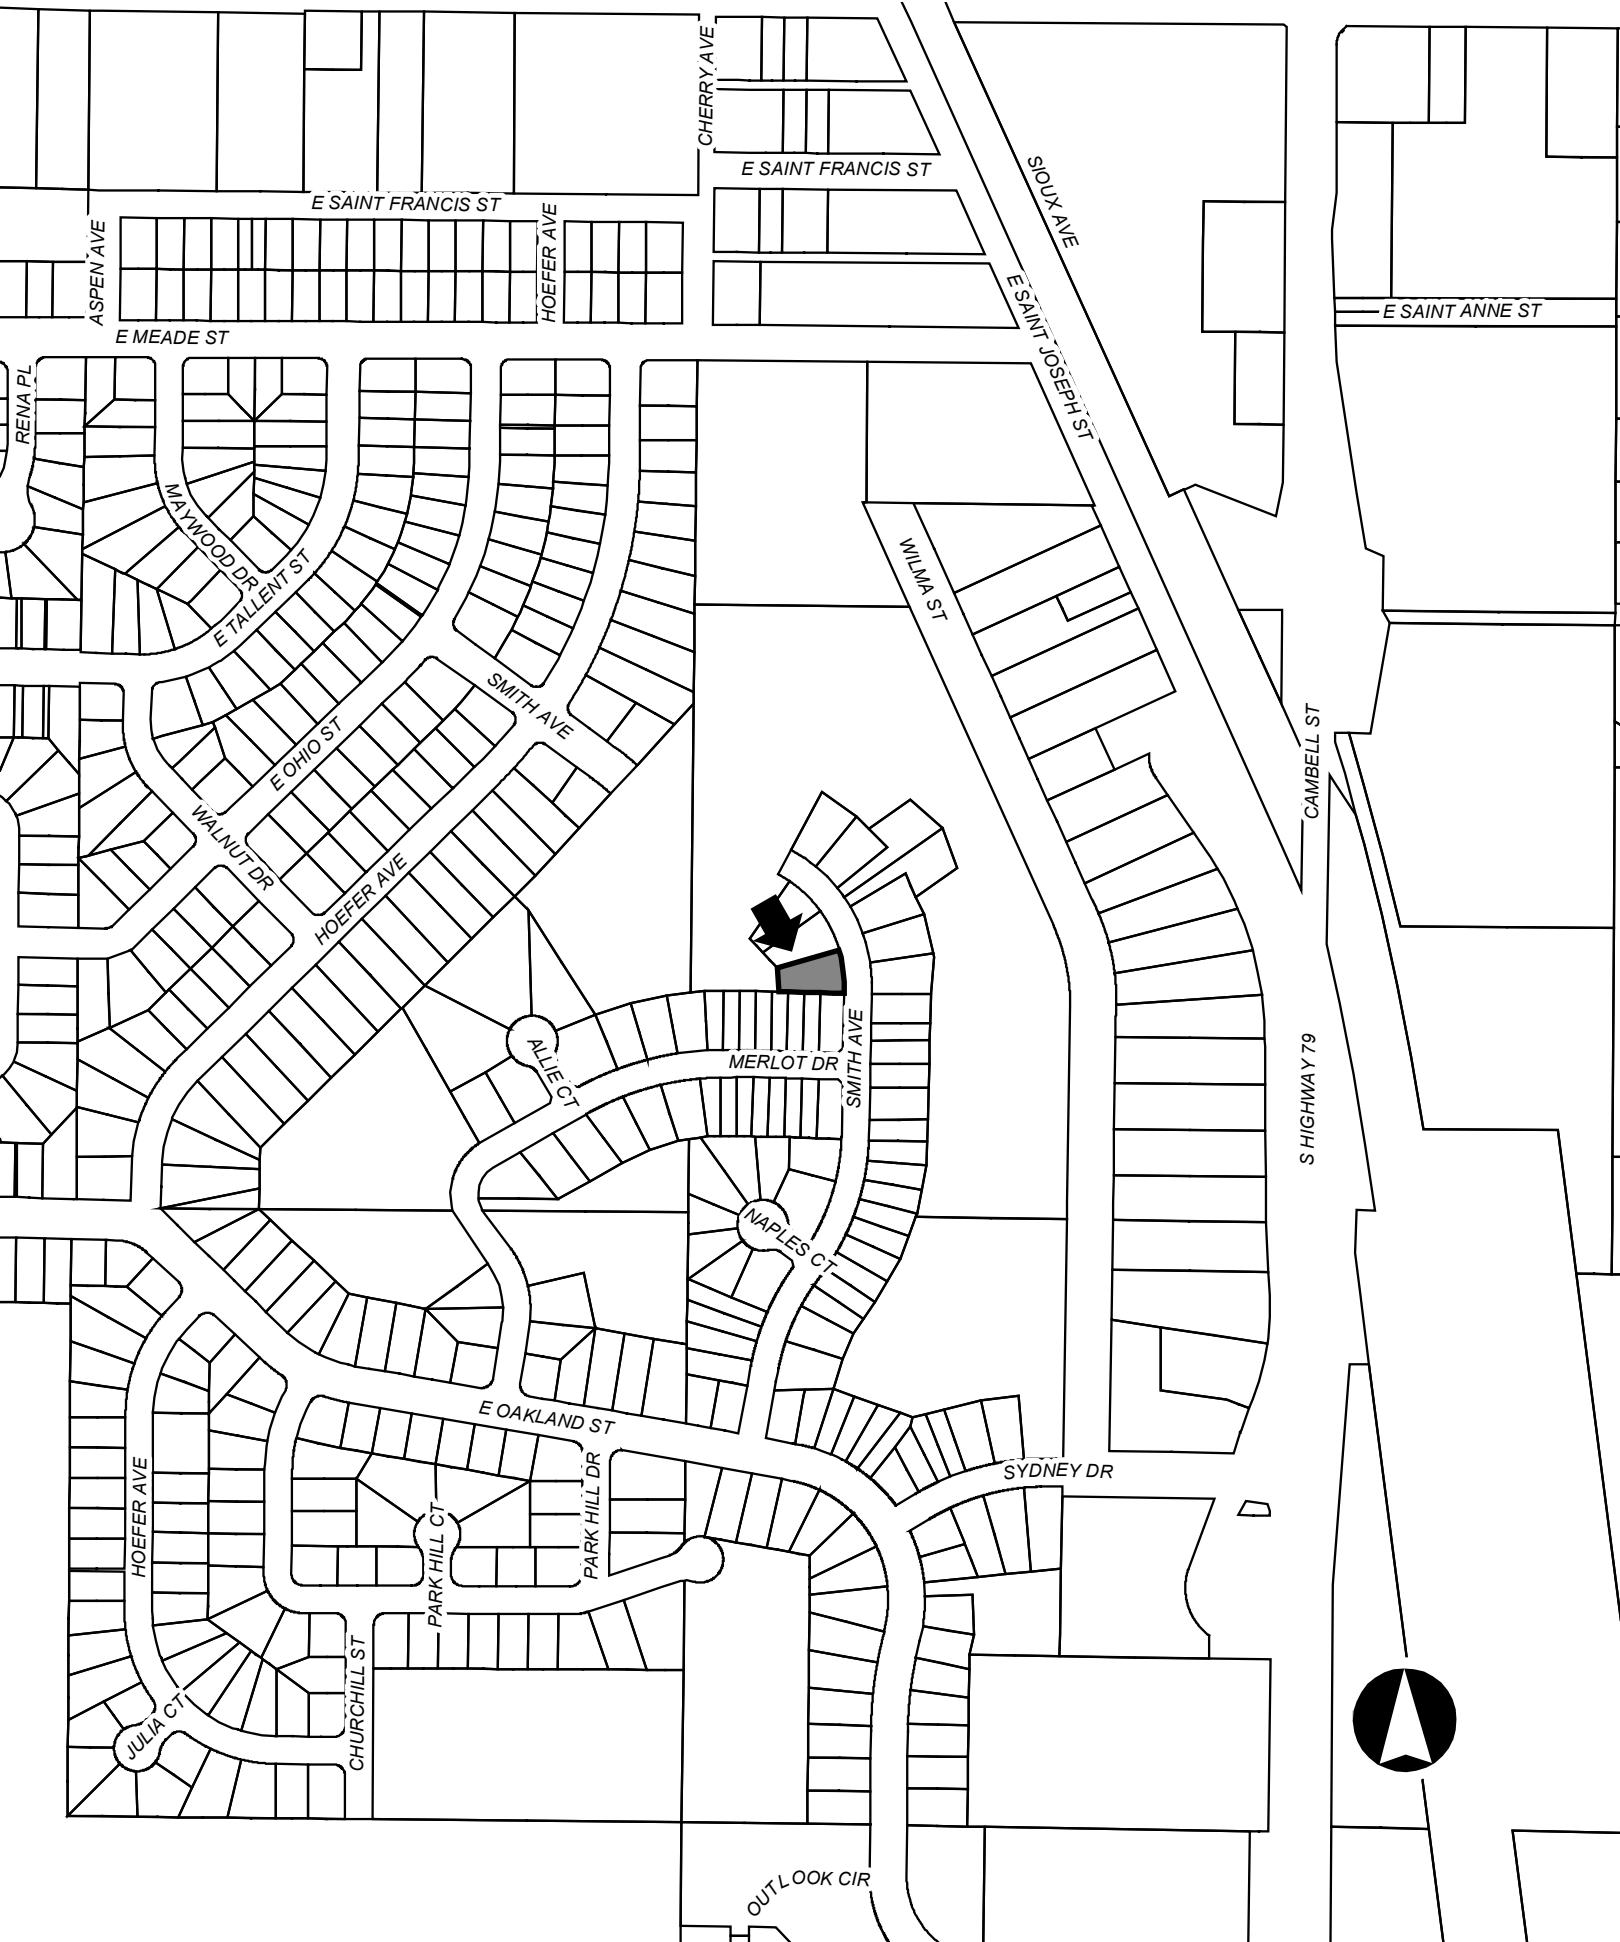 CHERRY AVE
E SAINT FRANCIS ST
SIOUX AVE
E SAINT FRANCIS ST
HOEFER AVE
ASPEN AVE
E SAINT JOSEPH ST
E SAINT ANNE ST
E MEADE ST
RENA PL
MAYWOOD DR
E TALLENT ST
WILMA ST
SMITH AVE
E OHIO ST
CAMBELL ST
WALNUT DR
HOEFER AVE
ALLIE CT
MERLOT DR
SMITH AVE
S HIGHWAY 79
NAPLES CT
E OAKLAND ST
HOEFER AVE
PARK HILL DR
SYDNEY DR
PARK HILL CT
CHURCHILL ST
JULIA CT
OUTLOOK CIR